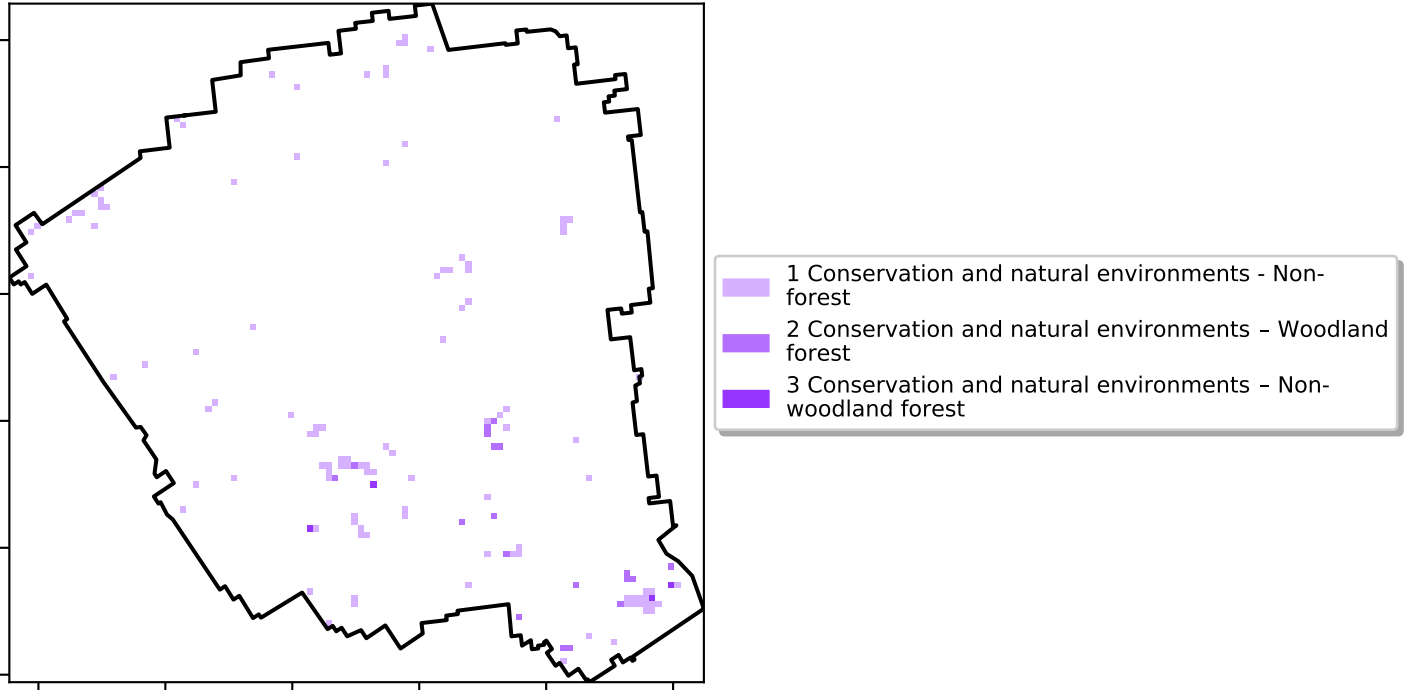 1 Conservation and natural environments - Non-
forest
2 Conservation and natural environments – Woodland
forest
3 Conservation and natural environments – Non-
woodland forest